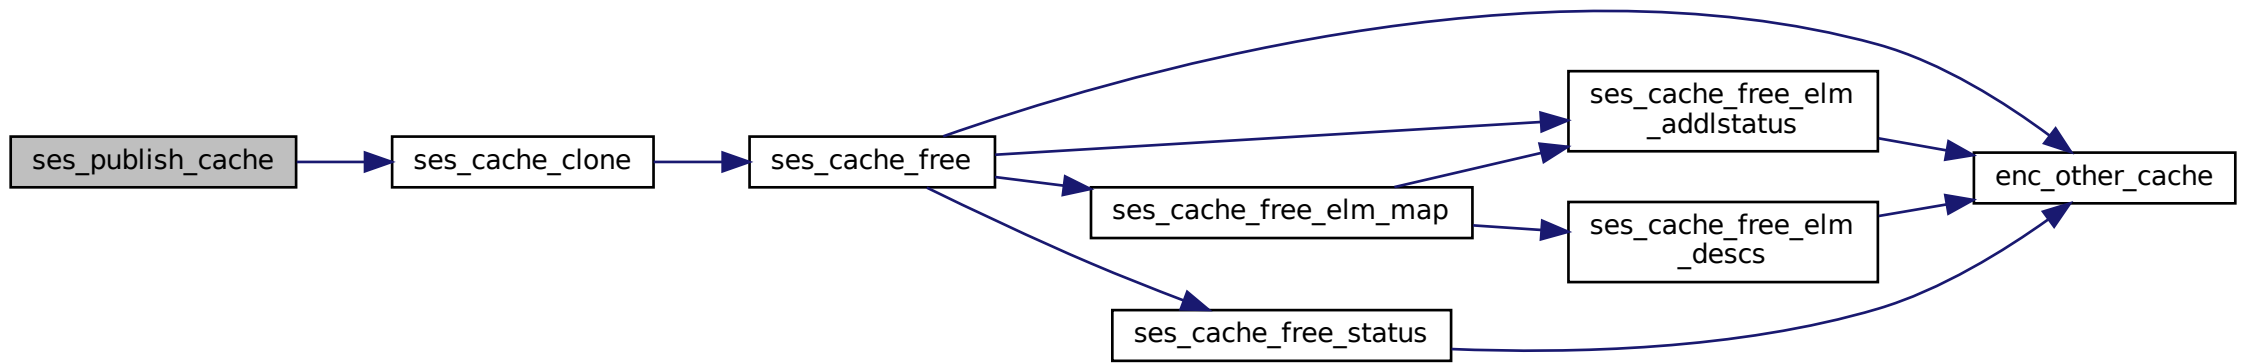 ses_publish_cache
ses_cache_clone
ses_cache_free
ses_cache_free_elm
_addlstatus
ses_cache_free_elm_map
ses_cache_free_elm
_descs
ses_cache_free_status
enc_other_cache